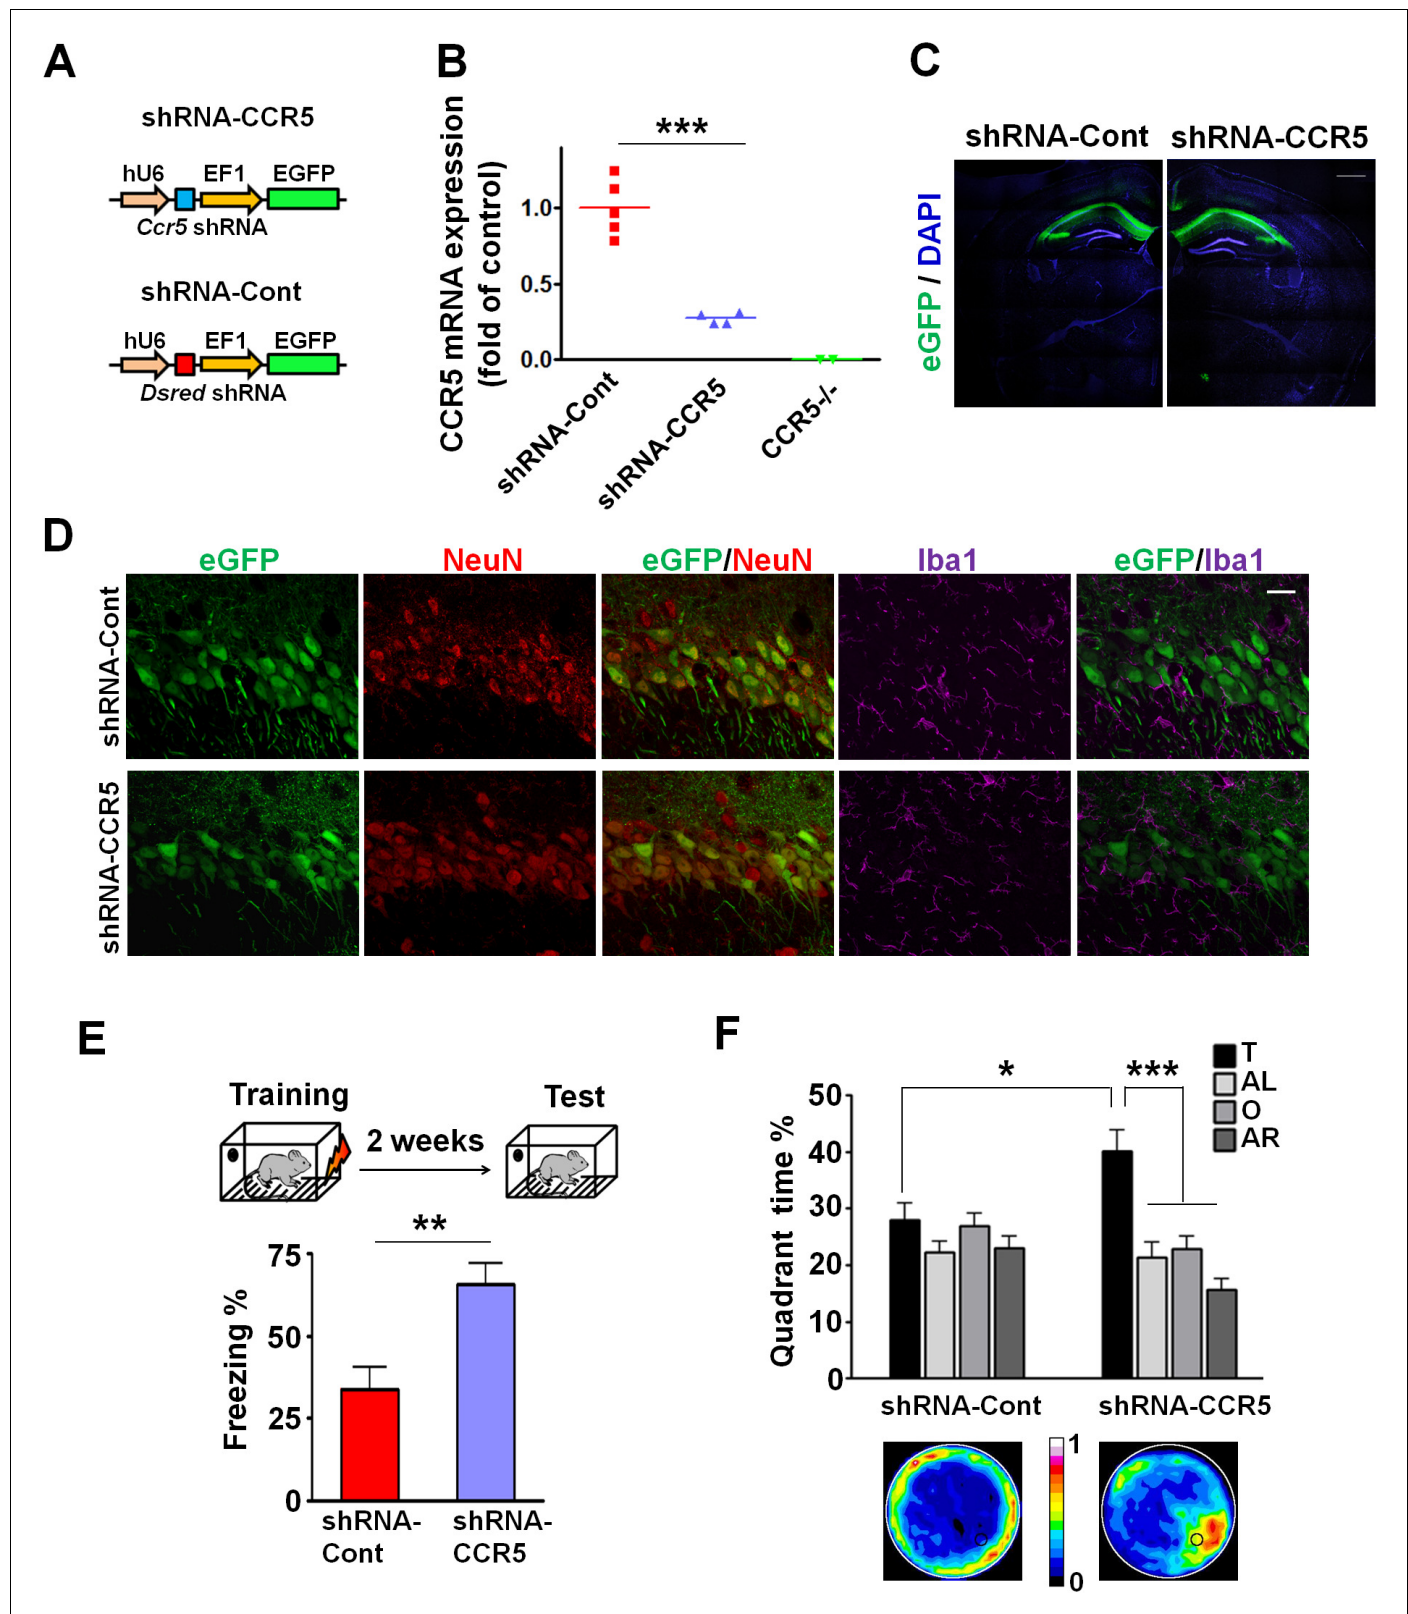 A
shRNA-CCR5
hU6 EF1 EGFP
Ccr5 shRNA
shRNA-Cont
hU6 EF1 EGFP
Dsred shRNA
B
CCR5 mRNA expression
(fold of control)
***
1.0
0.5
0.0
shRNA-Cont
shRNA-CCR5
CCR5-/-
C
shRNA-Cont shRNA-CCR5
eGFP / DAPI
D
eGFP NeuN eGFP/NeuN Iba1 eGFP/Iba1
shRNA-Cont
shRNA-CCR5
E
Training 2 weeks Test
**
Freezing %
75
50
25
0
shRNA-
Cont
shRNA-
CCR5
F
T
AL
O
AR
* ***
Quadrant time %
50
40
30
20
10
0
shRNA-Cont shRNA-CCR5
1
0